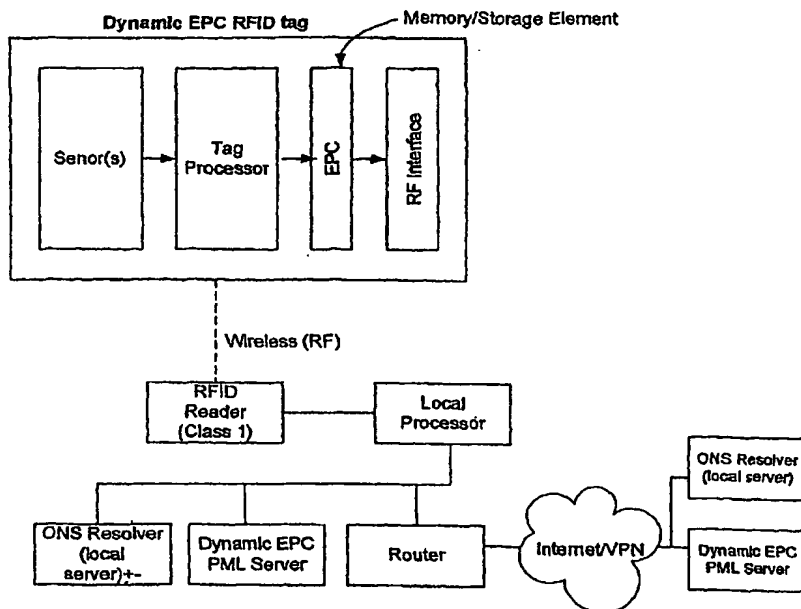 Dynamic EPC RFID tag
Memory/Storage Element
Senor(s)
Tag
Processor
EPC
RF Interface
Wireless (RF)
RFID
Reader
(Class 1)
Local
Processor
ONS Resolver
(local
server)+-
Dynamic EPC
PML Server
Router
Internet/VPN
ONS Resolver
(local server)
Dynamic EPC
PML Server